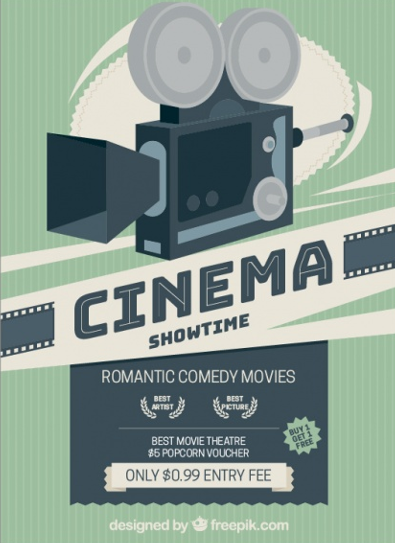 CINEMA
SHOWTIME
ROMANTIC COMEDY MOVIES
BEST
ARTIST
BEST
PICTURE
BUY 1
GET 1
FREE
BEST MOVIE THEATRE
$5 POPCORN VOUCHER
ONLY $0.99 ENTRY FEE
designed by freepik.com